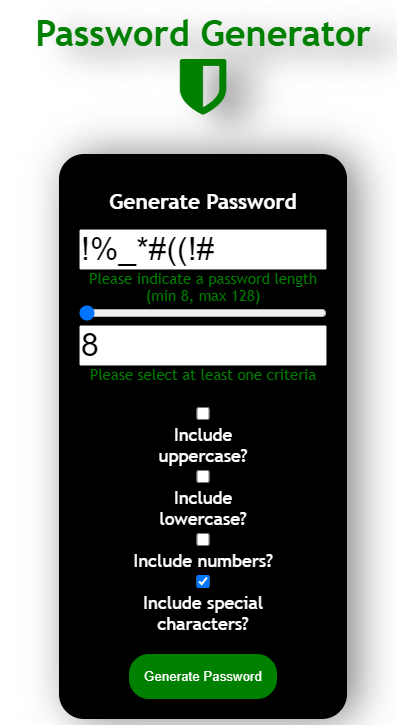 Password Generator
Generate Password
!%_*#((!#
Please indicate a password length
(min 8, max 128)
8
Please select at least one criteria
Include
uppercase?
Include
lowercase?
Include numbers?
Include special
characters?
Generate Password